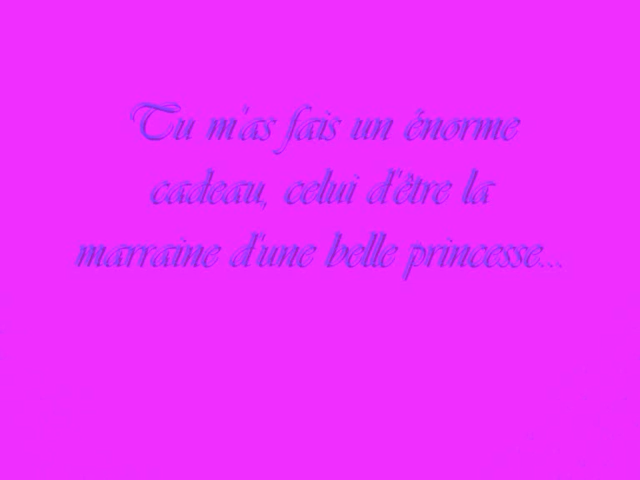 Tu m'as fais un énorme
cadeau, celui d'être la
marraine d'une belle princesse...